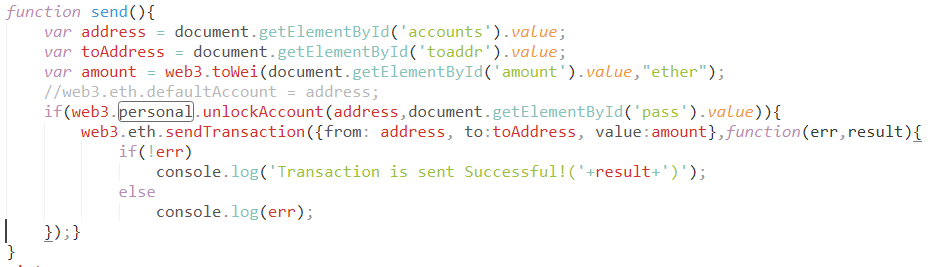 function send(){
    var address = document.getElementById('accounts').value;
    var toAddress = document.getElementById('toaddr').value;
    var amount = web3.toWei(document.getElementById('amount').value,"ether");
    //web3.eth.defaultAccount = address;
    if(web3.personal.unlockAccount(address,document.getElementById('pass').value)){
        web3.eth.sendTransaction({from: address, to:toAddress, value:amount},function(err,result){
            if(!err)
                console.log('Transaction is sent Successful!('+result+')');
            else
                console.log(err);
    });}
}